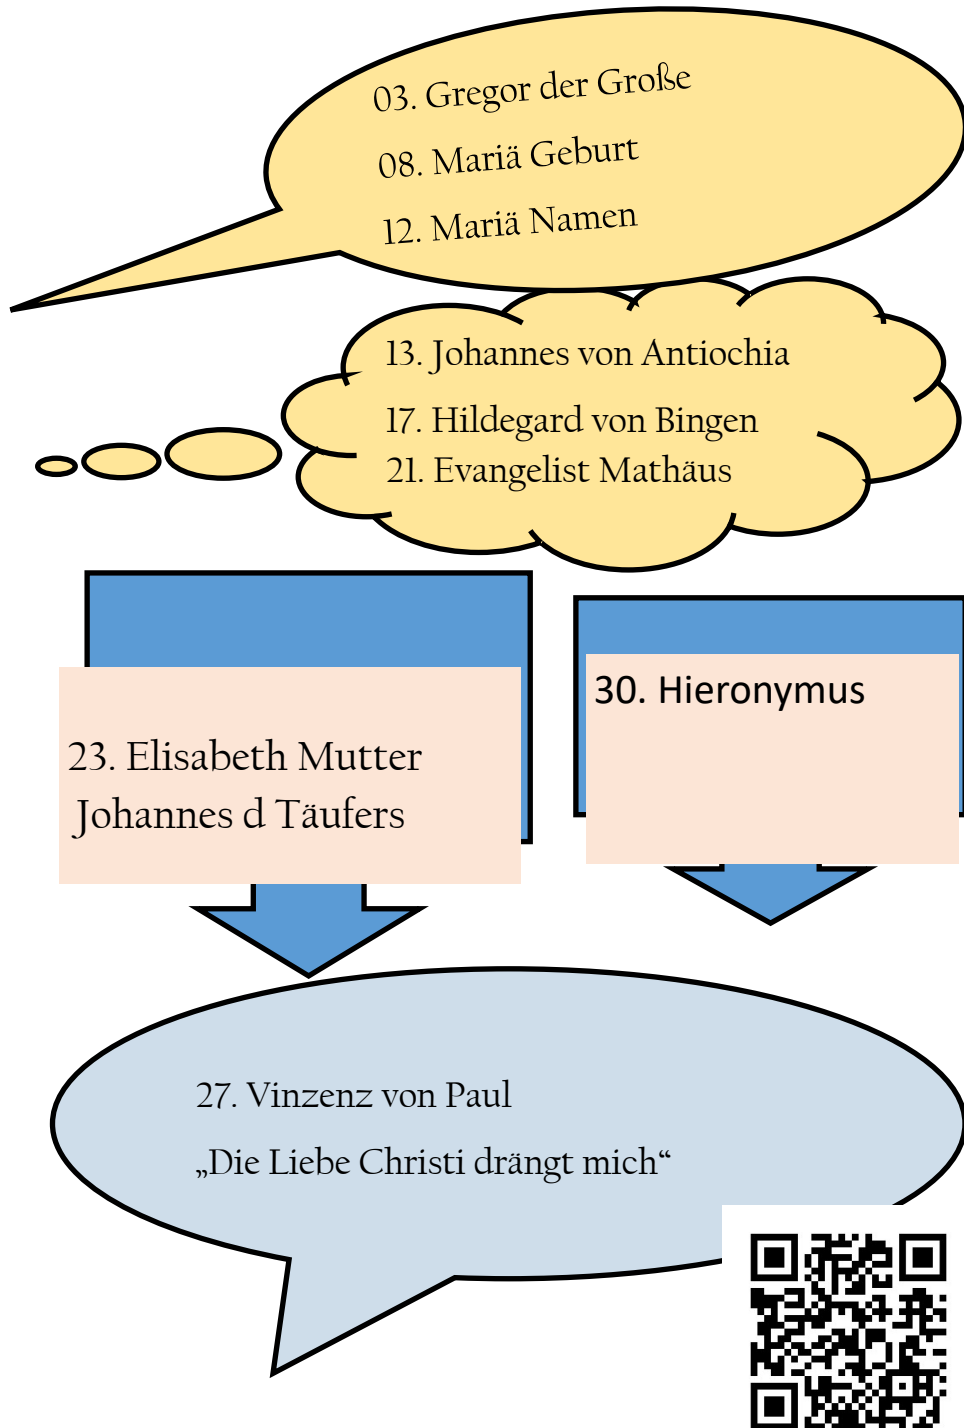 03. Gregor der Große
08. Mariä Geburt
12. Mariä Namen
13. Johannes von Antiochia
17. Hildegard von Bingen
21. Evangelist Mathäus
23. Elisabeth Mutter
Johannes d Täufers
30. Hieronymus
27. Vinzenz von Paul
„Die Liebe Christi drängt mich“